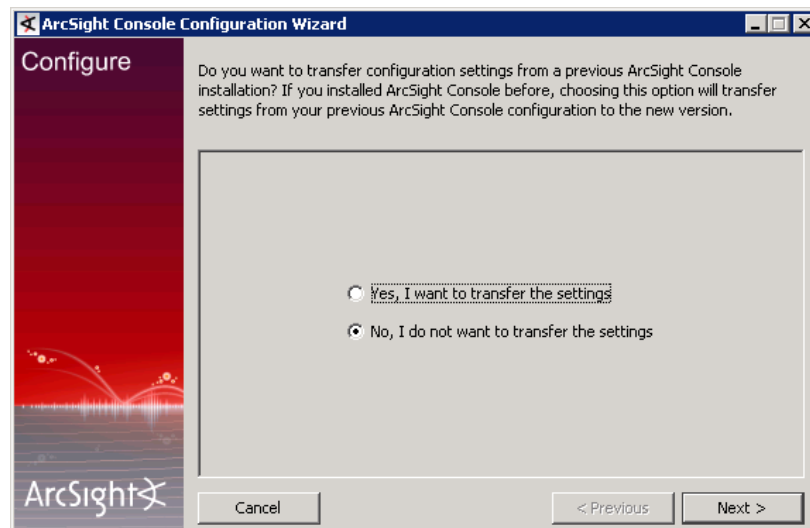 ArcSight Console Configuration Wizard
Configure
Do you want to transfer configuration settings from a previous ArcSight Console
installation? If you installed ArcSight Console before, choosing this option will transfer
settings from your previous ArcSight Console configuration to the new version.
Yes, I want to transfer the settings
No, I do not want to transfer the settings
ArcSight
Cancel
< Previous
Next >